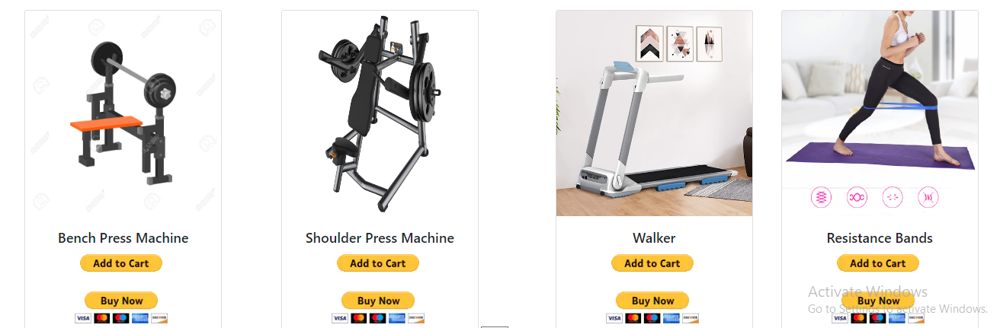 Bench Press Machine
Add to Cart
Buy Now
VISA DISCOVER
Shoulder Press Machine
Add to Cart
Buy Now
VISA DISCOVER
Walker
Add to Cart
Buy Now
VISA DISCOVER
Resistance Bands
Add to Cart
Buy Now
VISA DISCOVER
Activate Windows
Go to Settings to activate Windows.